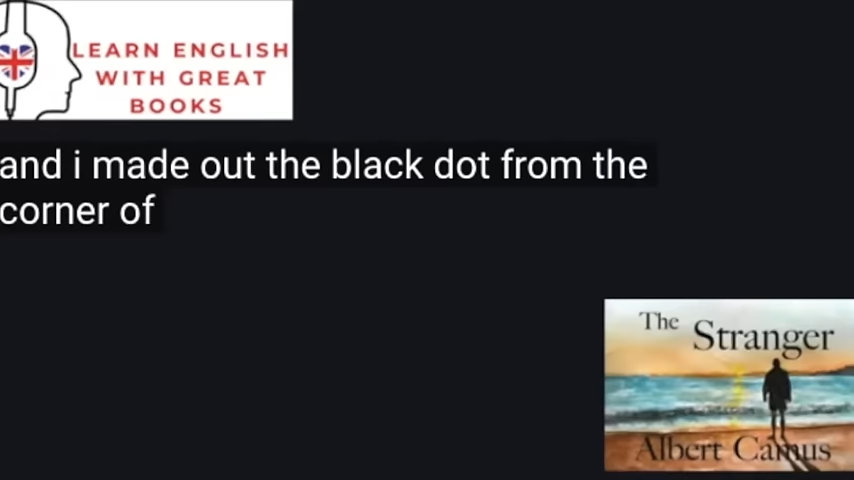 LEARN ENGLISH
WITH GREAT
BOOKS
and i made out the black dot from the
corner of
The Stranger
Albert Camus